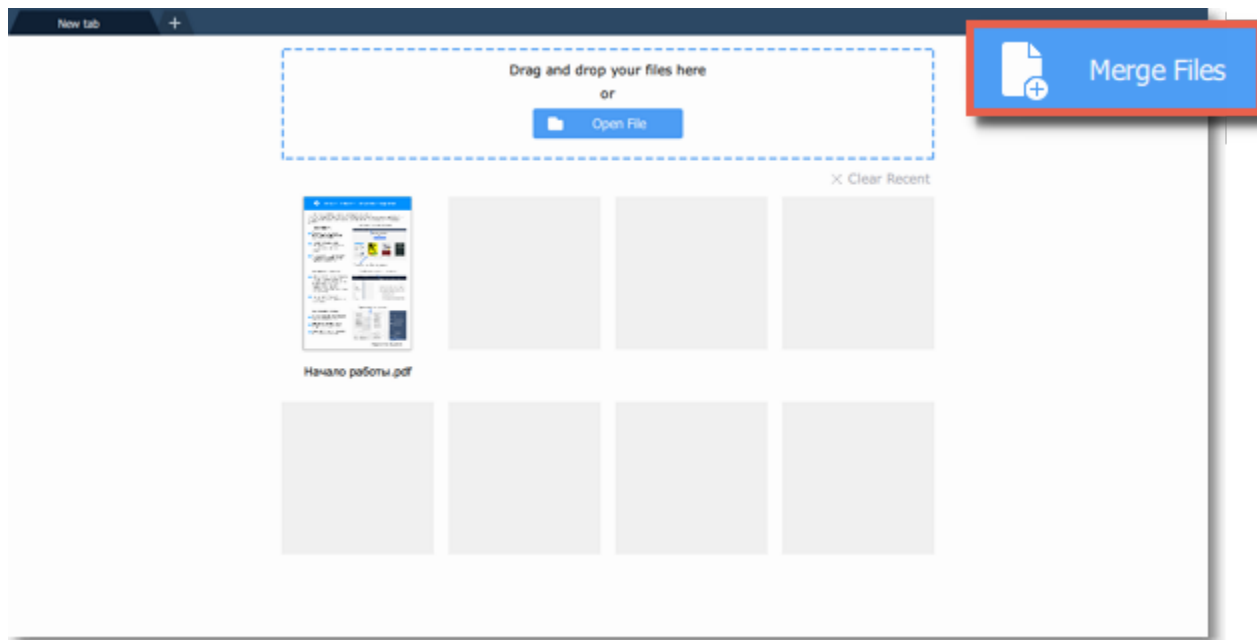 New tab
+
Merge Files
Drag and drop your files here
or
Open File
Clear Recent
Начало работы.pdf